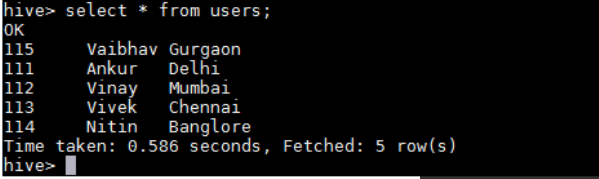 hive> select * from users;
OK
115 Vaibhav Gurgaon
111 Ankur Delhi
112 Vinay Mumbai
113 Vivek Chennai
114 Nitin Banglore
Time taken: 0.586 seconds, Fetched: 5 row(s)
hive>